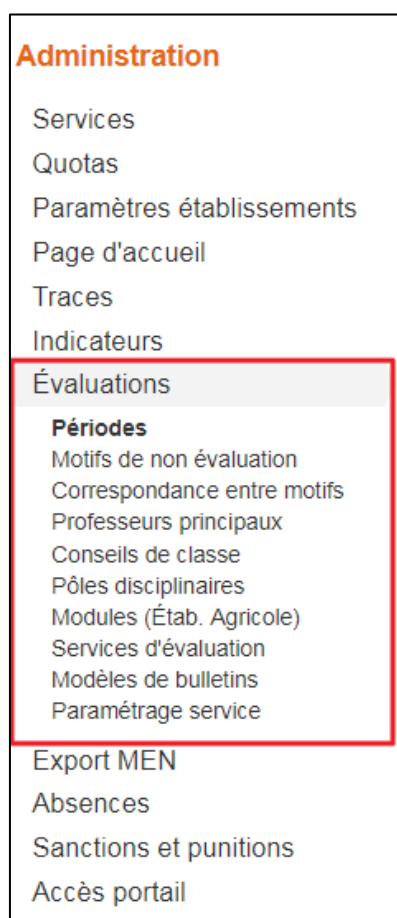 Administration
Services
Quotas
Paramètres établissements
Page d'accueil
Traces
Indicateurs
Évaluations
Périodes
Motifs de non évaluation
Correspondance entre motifs
Professeurs principaux
Conseils de classe
Pôles disciplinaires
Modules (Étab. Agricole)
Services d'évaluation
Modèles de bulletins
Paramétrage service
Export MEN
Absences
Sanctions et punitions
Accès portail